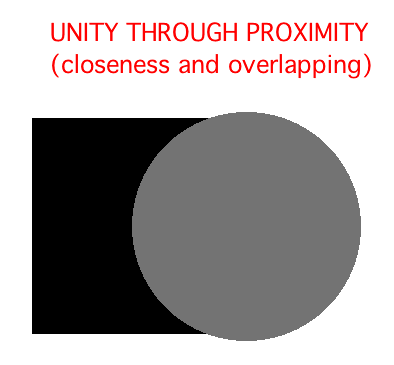 UNITY THROUGH PROXIMITY
(closeness and overlapping)